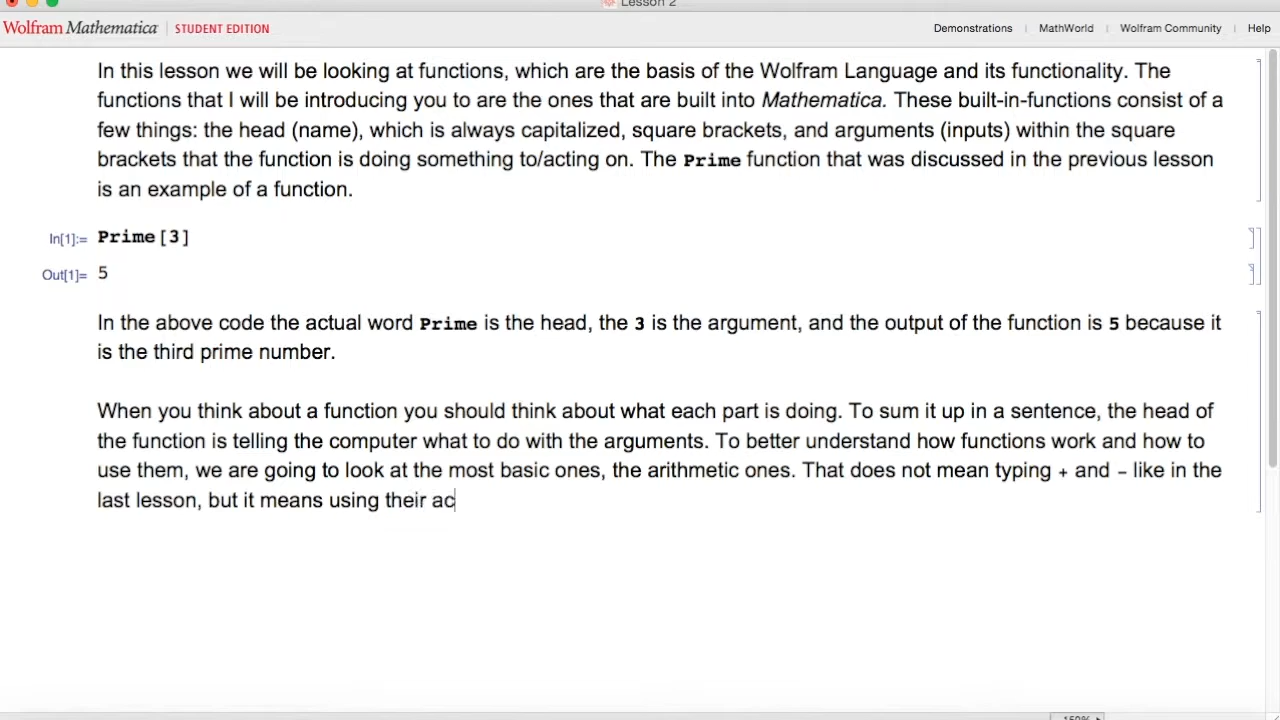 Lesson 2
Wolfram Mathematica STUDENT EDITION Demonstrations MathWorld Wolfram Community Help
In this lesson we will be looking at functions, which are the basis of the Wolfram Language and its functionality. The
functions that I will be introducing you to are the ones that are built into Mathematica. These built-in-functions consist of a
few things: the head (name), which is always capitalized, square brackets, and arguments (inputs) within the square
brackets that the function is doing something to/acting on. The Prime function that was discussed in the previous lesson
is an example of a function.
In[1]:= Prime[3]
Out[1]= 5
In the above code the actual word Prime is the head, the 3 is the argument, and the output of the function is 5 because it
is the third prime number.
When you think about a function you should think about what each part is doing. To sum it up in a sentence, the head of
the function is telling the computer what to do with the arguments. To better understand how functions work and how to
use them, we are going to look at the most basic ones, the arithmetic ones. That does not mean typing + and – like in the
last lesson, but it means using their ac
150%